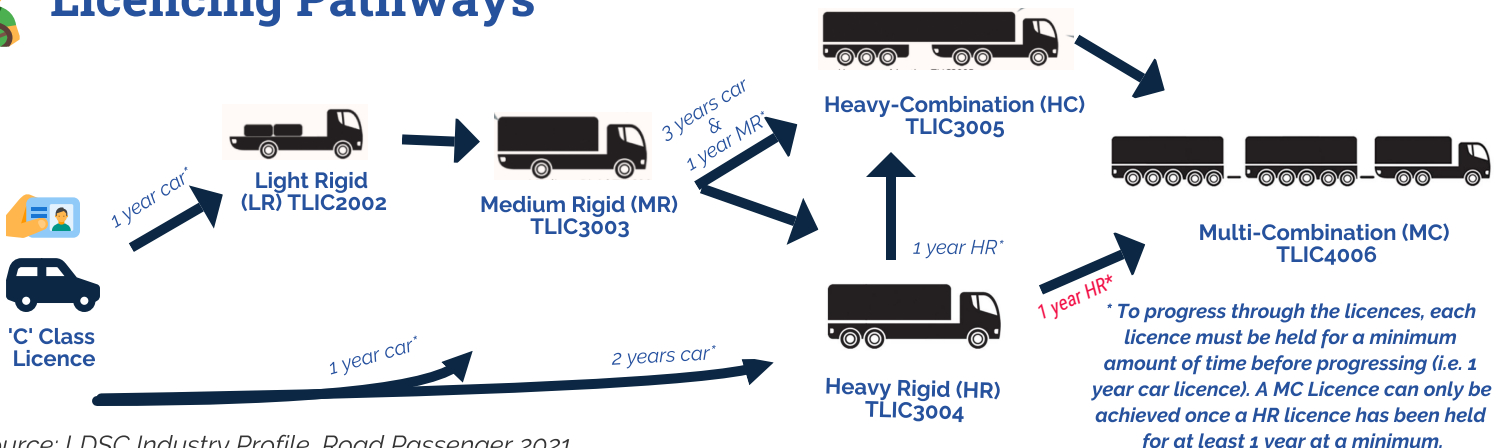 Licencing Pathways
1 year car*
Light Rigid
(LR) TLIC2002
Medium Rigid (MR)
TLIC3003
3 years car
&
1 year MR*
Heavy-Combination (HC)
TLIC3005
Multi-Combination (MC)
TLIC4006
1 year HR*
1 year HR*
'C' Class
Licence
1 year car*
2 years car*
Heavy Rigid (HR)
TLIC3004
* To progress through the licences, each
licence must be held for a minimum
amount of time before progressing (i.e. 1
year car licence). A MC Licence can only be
achieved once a HR licence has been held
for at least 1 year at a minimum.
LDSC Industry Profile, Road Passenger 2021